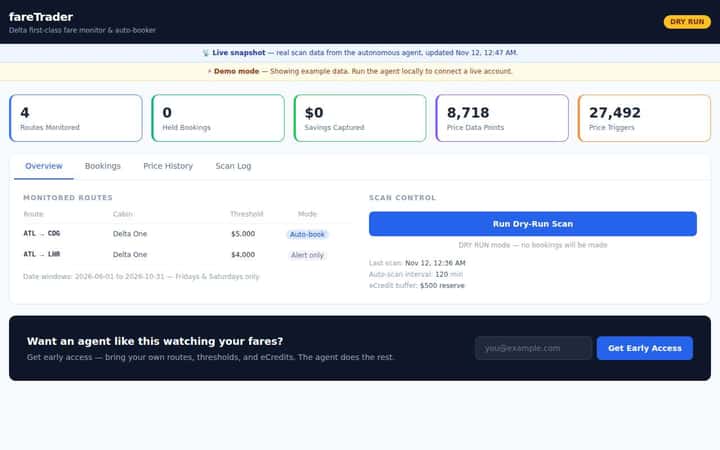 fareTrader
Delta first-class fare monitor & auto-booker
DRY RUN
📡 Live snapshot — real scan data from the autonomous agent, updated Nov 12, 12:47 AM.
⚡ Demo mode — Showing example data. Run the agent locally to connect a live account.
4
Routes Monitored
0
Held Bookings
$0
Savings Captured
8,718
Price Data Points
27,492
Price Triggers
Overview Bookings Price History Scan Log
MONITORED ROUTES
Route Cabin Threshold Mode
ATL → CDG Delta One $5,000 Auto-book
ATL → LHR Delta One $4,000 Alert only
Date windows: 2026-06-01 to 2026-10-31 — Fridays & Saturdays only
SCAN CONTROL
Run Dry-Run Scan
DRY RUN mode — no bookings will be made
Last scan: Nov 12, 12:36 AM
Auto-scan interval: 120 min
eCredit buffer: $500 reserve
Want an agent like this watching your fares?
Get early access — bring your own routes, thresholds, and eCredits. The agent does the rest.
you@example.com
Get Early Access